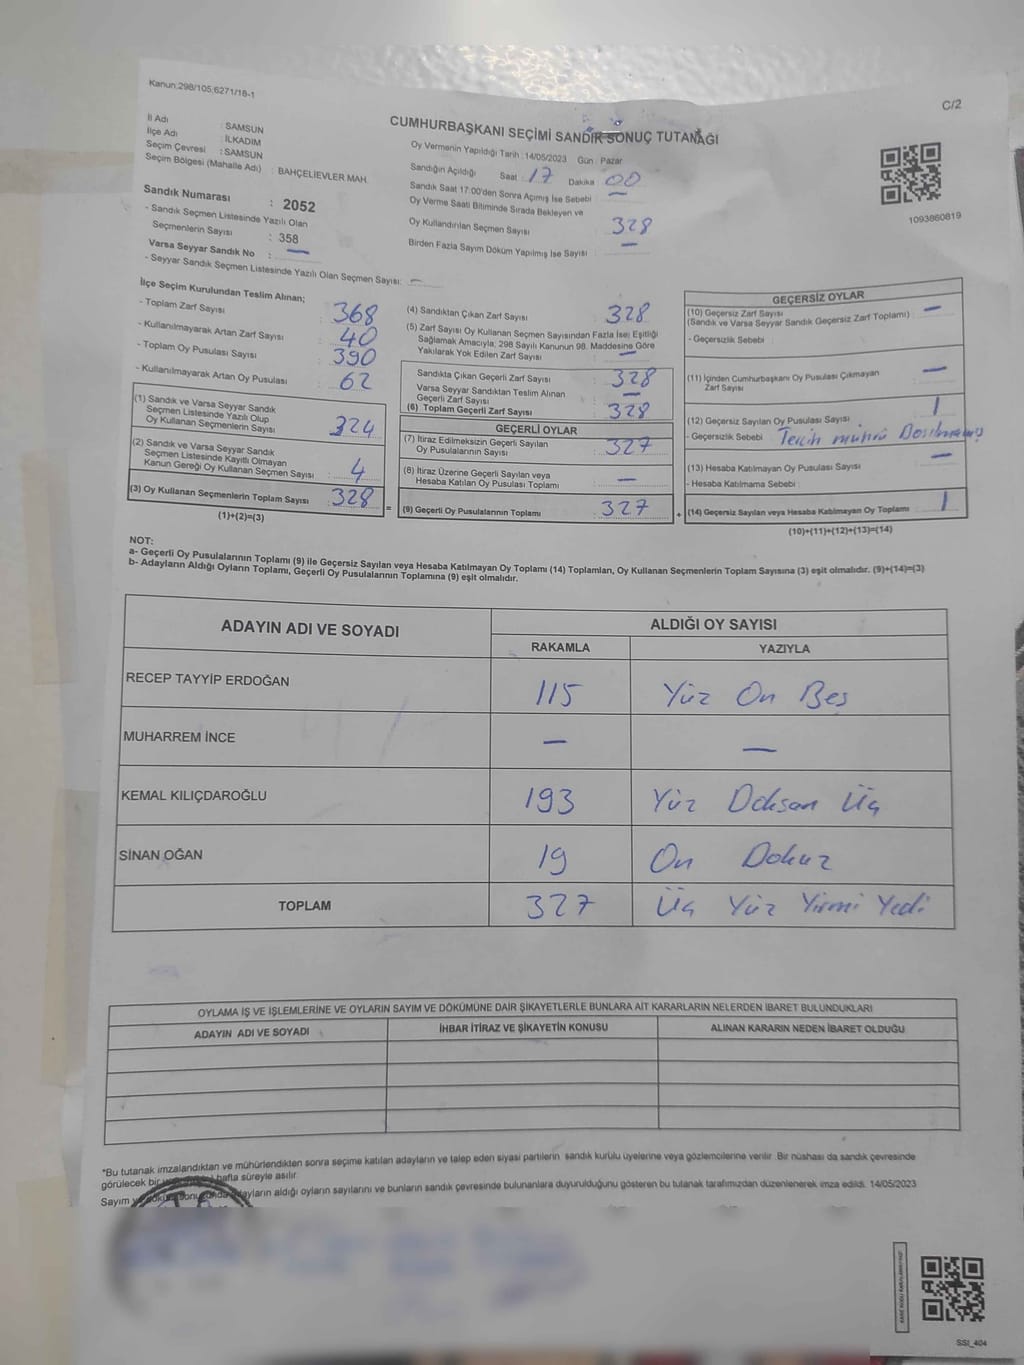 Kanun.298/105,6271/18-1
C/2
CUMHURBAŞKANI SEÇİMİ SANDIK SONUÇ TUTANAĞI
İl Adı : SAMSUN
İlçe Adı : İLKADIM
Seçim Çevresi : SAMSUN
Seçim Bölgesi (Mahalle Adı) : BAHÇELİEVLER MAH.
Sandık Numarası : 2052
- Sandık Seçmen Listesinde Yazılı Olan
Seçmenlerin Sayısı : 358
Varsa Seyyar Sandık No : —
- Seyyar Sandık Seçmen Listesinde Yazılı Olan Seçmen Sayısı: —
Oy Vermenin Yapıldığı Tarih :14/05/2023 Gün : Pazar
Sandığın Açıldığı Saat : 17 Dakika 00
Sandık Saat 17:00'den Sonra Açımış İse Sebebi : —
Oy Verme Saati Bitiminde Sırada Bekleyen ve
Oy Kullandırılan Seçmen Sayısı : 328
Birden Fazla Sayım Döküm Yapılmış İse Sayısı : —
1093860819
İlçe Seçim Kurulundan Teslim Alınan;
- Toplam Zarf Sayısı : 368
- Kullanılmayarak Artan Zarf Sayısı : 40
- Toplam Oy Pusulası Sayısı : 390
- Kullanılmayarak Artan Oy Pusulası : 62
(1) Sandık ve Varsa Seyyar Sandık
Seçmen Listesinde Yazılı Olup
Oy Kullanan Seçmenlerin Sayısı : 324
(2) Sandık ve Varsa Seyyar Sandık
Seçmen Listesinde Kayıtlı Olmayan
Kanun Gereği Oy Kullanan Seçmen Sayısı : 4
(3) Oy Kullanan Seçmenlerin Toplam Sayısı : 328
(1)+(2)=(3)
=
(4) Sandıktan Çıkan Zarf Sayısı : 328
(5) Zarf Sayısı Oy Kullanan Seçmen Sayısından Fazla İse; Eşitliği
Sağlamak Amacıyla, 298 Sayılı Kanunun 98. Maddesine Göre
Yakılarak Yok Edilen Zarf Sayısı : —
Sandıkta Çıkan Geçerli Zarf Sayısı : 328
Varsa Seyyar Sandıktan Teslim Alınan
Geçerli Zarf Sayısı : —
(6) Toplam Geçerli Zarf Sayısı : 328
GEÇERLİ OYLAR
(7) İtiraz Edilmeksizin Geçerli Sayılan
Oy Pusulalarının Sayısı : 327
(8) İtiraz Üzerine Geçerli Sayılan veya
Hesaba Katılan Oy Pusulası Toplamı : —
(9) Geçerli Oy Pusulalarının Toplamı : 327
+
GEÇERSİZ OYLAR
(10) Geçersiz Zarf Sayısı : —
(Sandık ve Varsa Seyyar Sandık Geçersiz Zarf Toplamı)
- Geçersizlik Sebebi :
(11) İçinden Cumhurbaşkanı Oy Pusulası Çıkmayan
Zarf Sayısı : —
(12) Geçersiz Sayılan Oy Pusulası Sayısı : 1
- Geçersizlik Sebebi : Tercih mührü Basılmamış
(13) Hesaba Katılmayan Oy Pusulası Sayısı : —
- Hesaba Katılmama Sebebi :
(14) Geçersiz Sayılan veya Hesaba Katılmayan Oy Toplamı : 1
(10)+(11)+(12)+(13)=(14)
NOT:
a- Geçerli Oy Pusulalarının Toplamı (9) ile Geçersiz Sayılan veya Hesaba Katılmayan Oy Toplamı (14) Toplamları, Oy Kullanan Seçmenlerin Toplam Sayısına (3) eşit olmalıdır. (9)+(14)=(3)
b- Adayların Aldığı Oyların Toplamı, Geçerli Oy Pusulalarının Toplamına (9) eşit olmalıdır.
ADAYIN ADI VE SOYADI
ALDIĞI OY SAYISI
RAKAMLA YAZIYLA
RECEP TAYYİP ERDOĞAN 115 Yüz On Beş
MUHARREM İNCE — —
KEMAL KILIÇDAROĞLU 193 Yüz Doksan Üç
SİNAN OĞAN 19 On Dokuz
TOPLAM 327 Üç Yüz Yirmi Yedi
OYLAMA İŞ VE İŞLEMLERİNE VE OYLARIN SAYIM VE DÖKÜMÜNE DAİR ŞİKAYETLERLE BUNLARA AİT KARARLARIN NELERDEN İBARET BULUNDUKLARI
ADAYIN ADI VE SOYADI İHBAR İTİRAZ VE ŞİKAYETİN KONUSU ALINAN KARARIN NEDEN İBARET OLDUĞU
*Bu tutanak imzalandıktan ve mühürlendikten sonra seçime katılan adayların ve talep eden siyasi partilerin sandık kurulu üyelerine veya gözlemcilerine verilir. Bir nüshası da sandık çevresinde
görülecek bir hafta süreyle asılır.
Sayım ve döküm sonucunda adayların aldığı oyların sayılarını ve bunların sandık çevresinde bulunanlara duyurulduğunu gösteren bu tutanak tarafımızdan düzenlenerek imza edildi. 14/05/2023
SSI_404